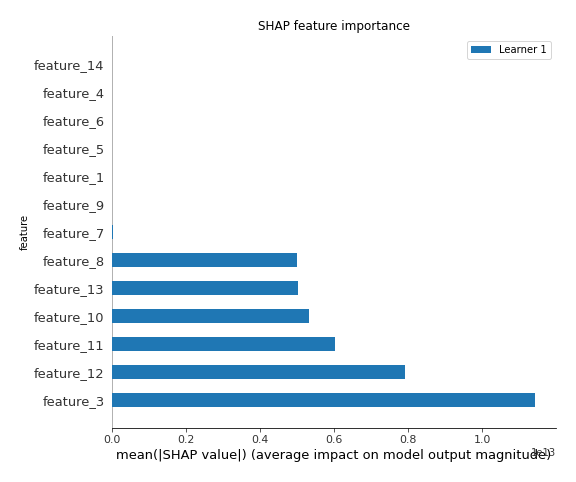 SHAP feature importance
Learner 1
feature_14
feature_4
feature_6
feature_5
feature_1
feature_9
feature_7
feature_8
feature_13
feature_10
feature_11
feature_12
feature_3
feature
0.0 0.2 0.4 0.6 0.8 1.0
1e13
mean(|SHAP value|) (average impact on model output magnitude)